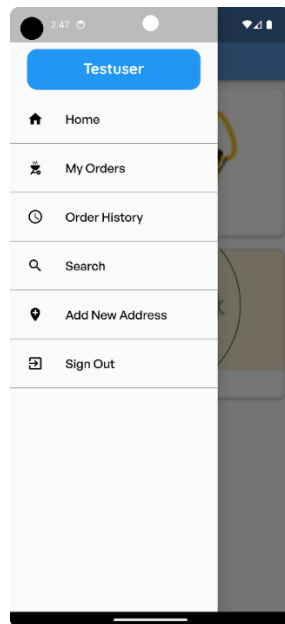 2:47
Testuser
Home
My Orders
Order History
Search
Add New Address
Sign Out